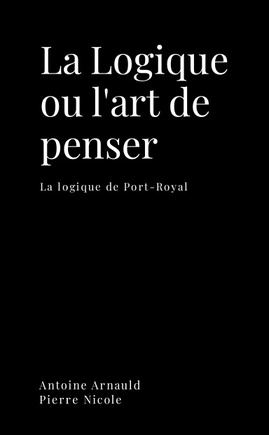 La Logique
ou l'art de
penser
La logique de Port-Royal
Antoine Arnauld
Pierre Nicole